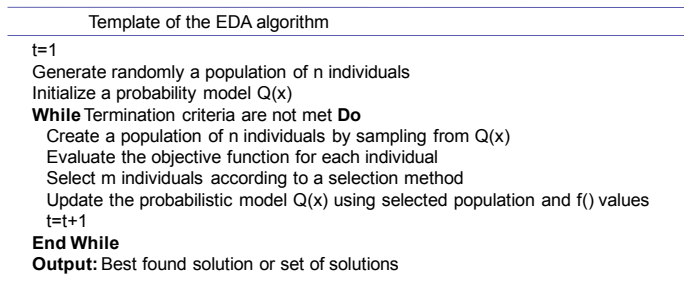 Template of the EDA algorithm
t=1
Generate randomly a population of n individuals
Initialize a probability model Q(x)
While Termination criteria are not met Do
Create a population of n individuals by sampling from Q(x)
Evaluate the objective function for each individual
Select m individuals according to a selection method
Update the probabilistic model Q(x) using selected population and f() values
t=t+1
End While
Output: Best found solution or set of solutions